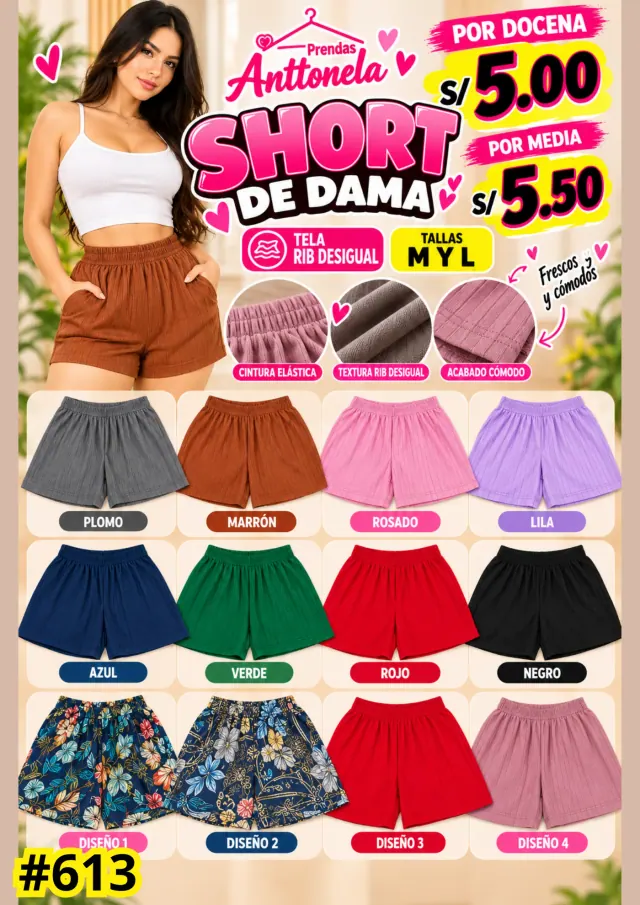 Prendas
Anttonela
SHORT
DE DAMA
POR DOCENA
S/ 5.00
POR MEDIA
S/ 5.50
TELA
RIB DESIGUAL
TALLAS
M Y L
Frescos y
y cómodos
CINTURA ELÁSTICA
TEXTURA RIB DESIGUAL
ACABADO CÓMODO
PLOMO
MARRÓN
ROSADO
LILA
AZUL
VERDE
ROJO
NEGRO
DISEÑO 1
DISEÑO 2
DISEÑO 3
DISEÑO 4
#613